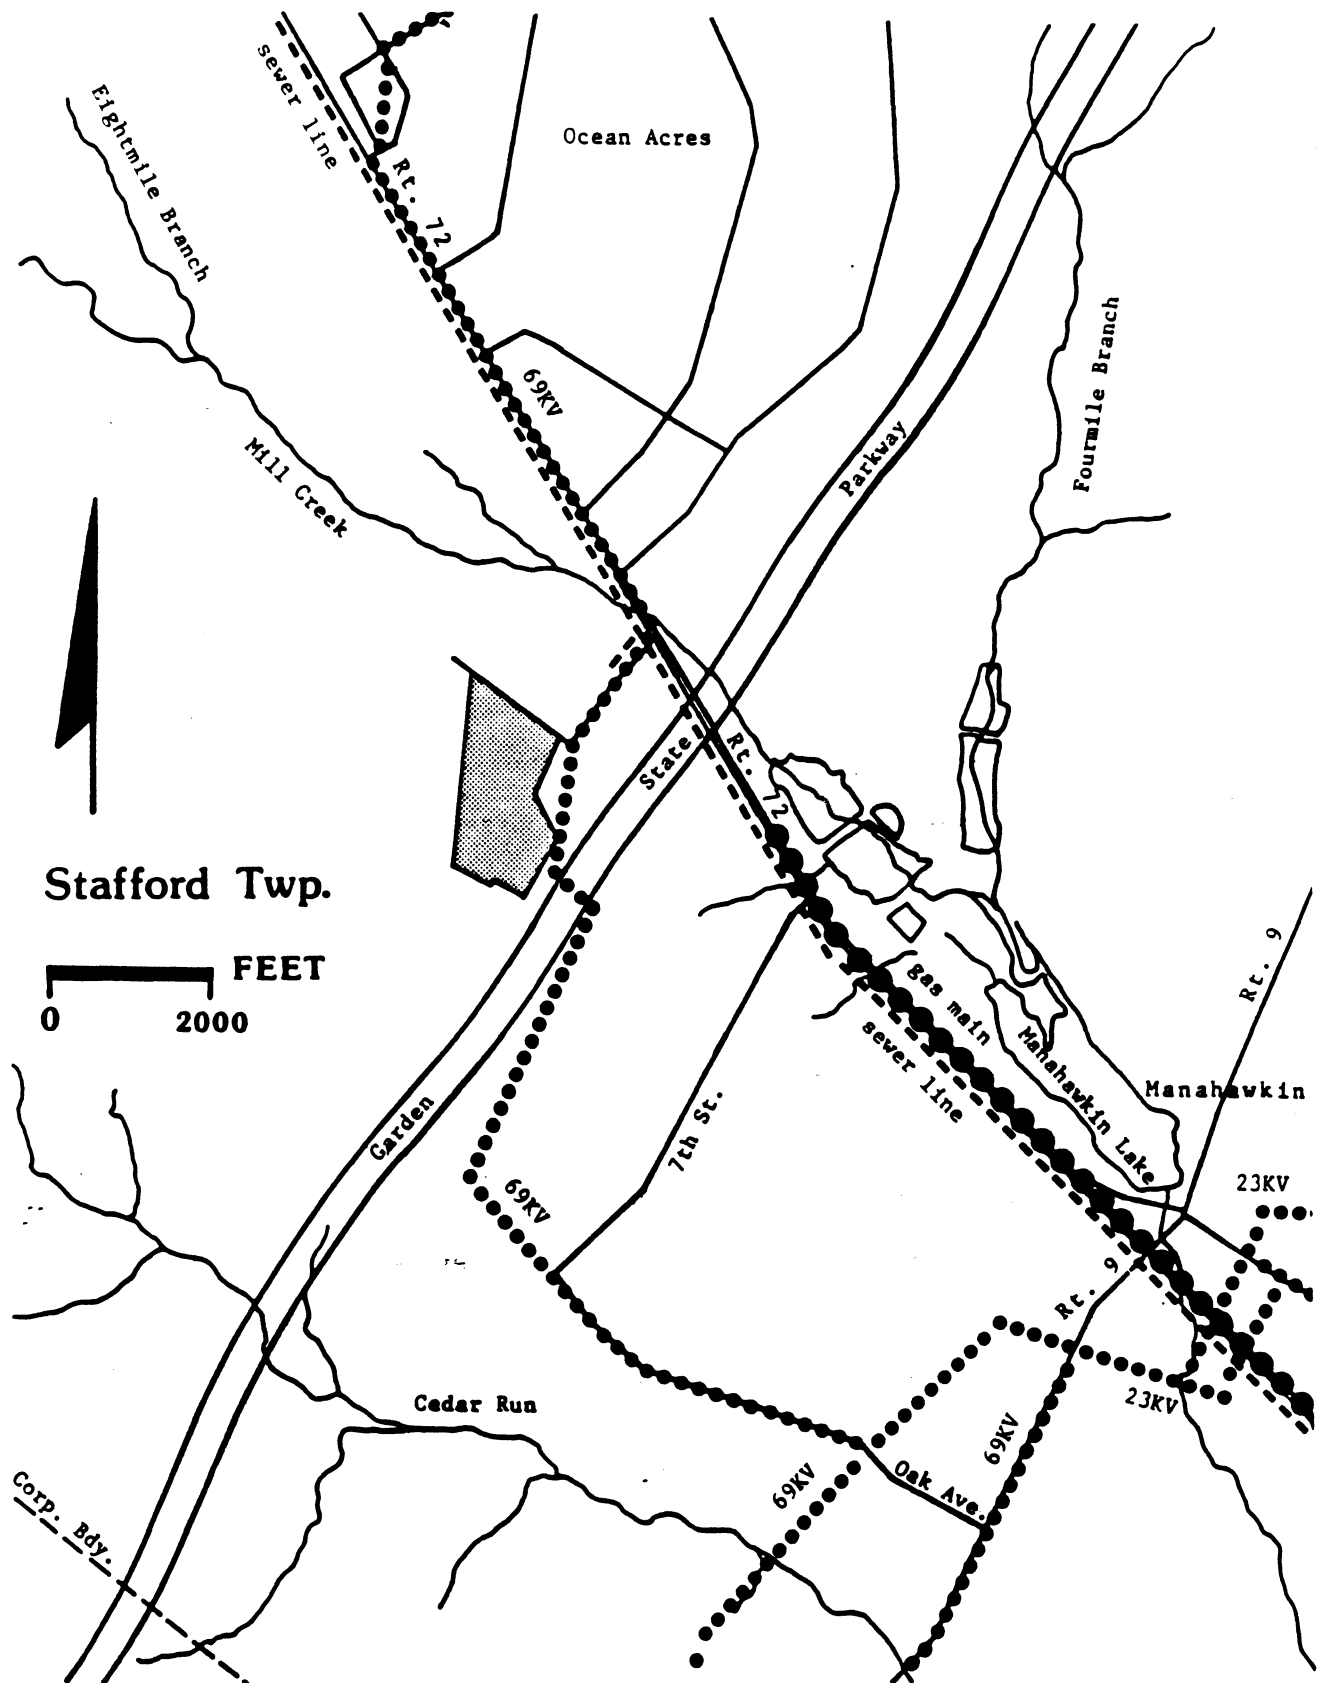 sewer line
Eightmile Branch
Rt. 72
Ocean Acres
69KV
Fourmile Branch
Mill Creek
Parkway
State
Rt. 72
Stafford Twp.
FEET
0 2000
Rt. 9
gas main
sewer line
Manahawkin Lake
Manahawkin
Garden
7th St.
69KV
23KV
Rt. 9
23KV
Cedar Run
69KV
69KV
Oak Ave.
Corp. Bdy.